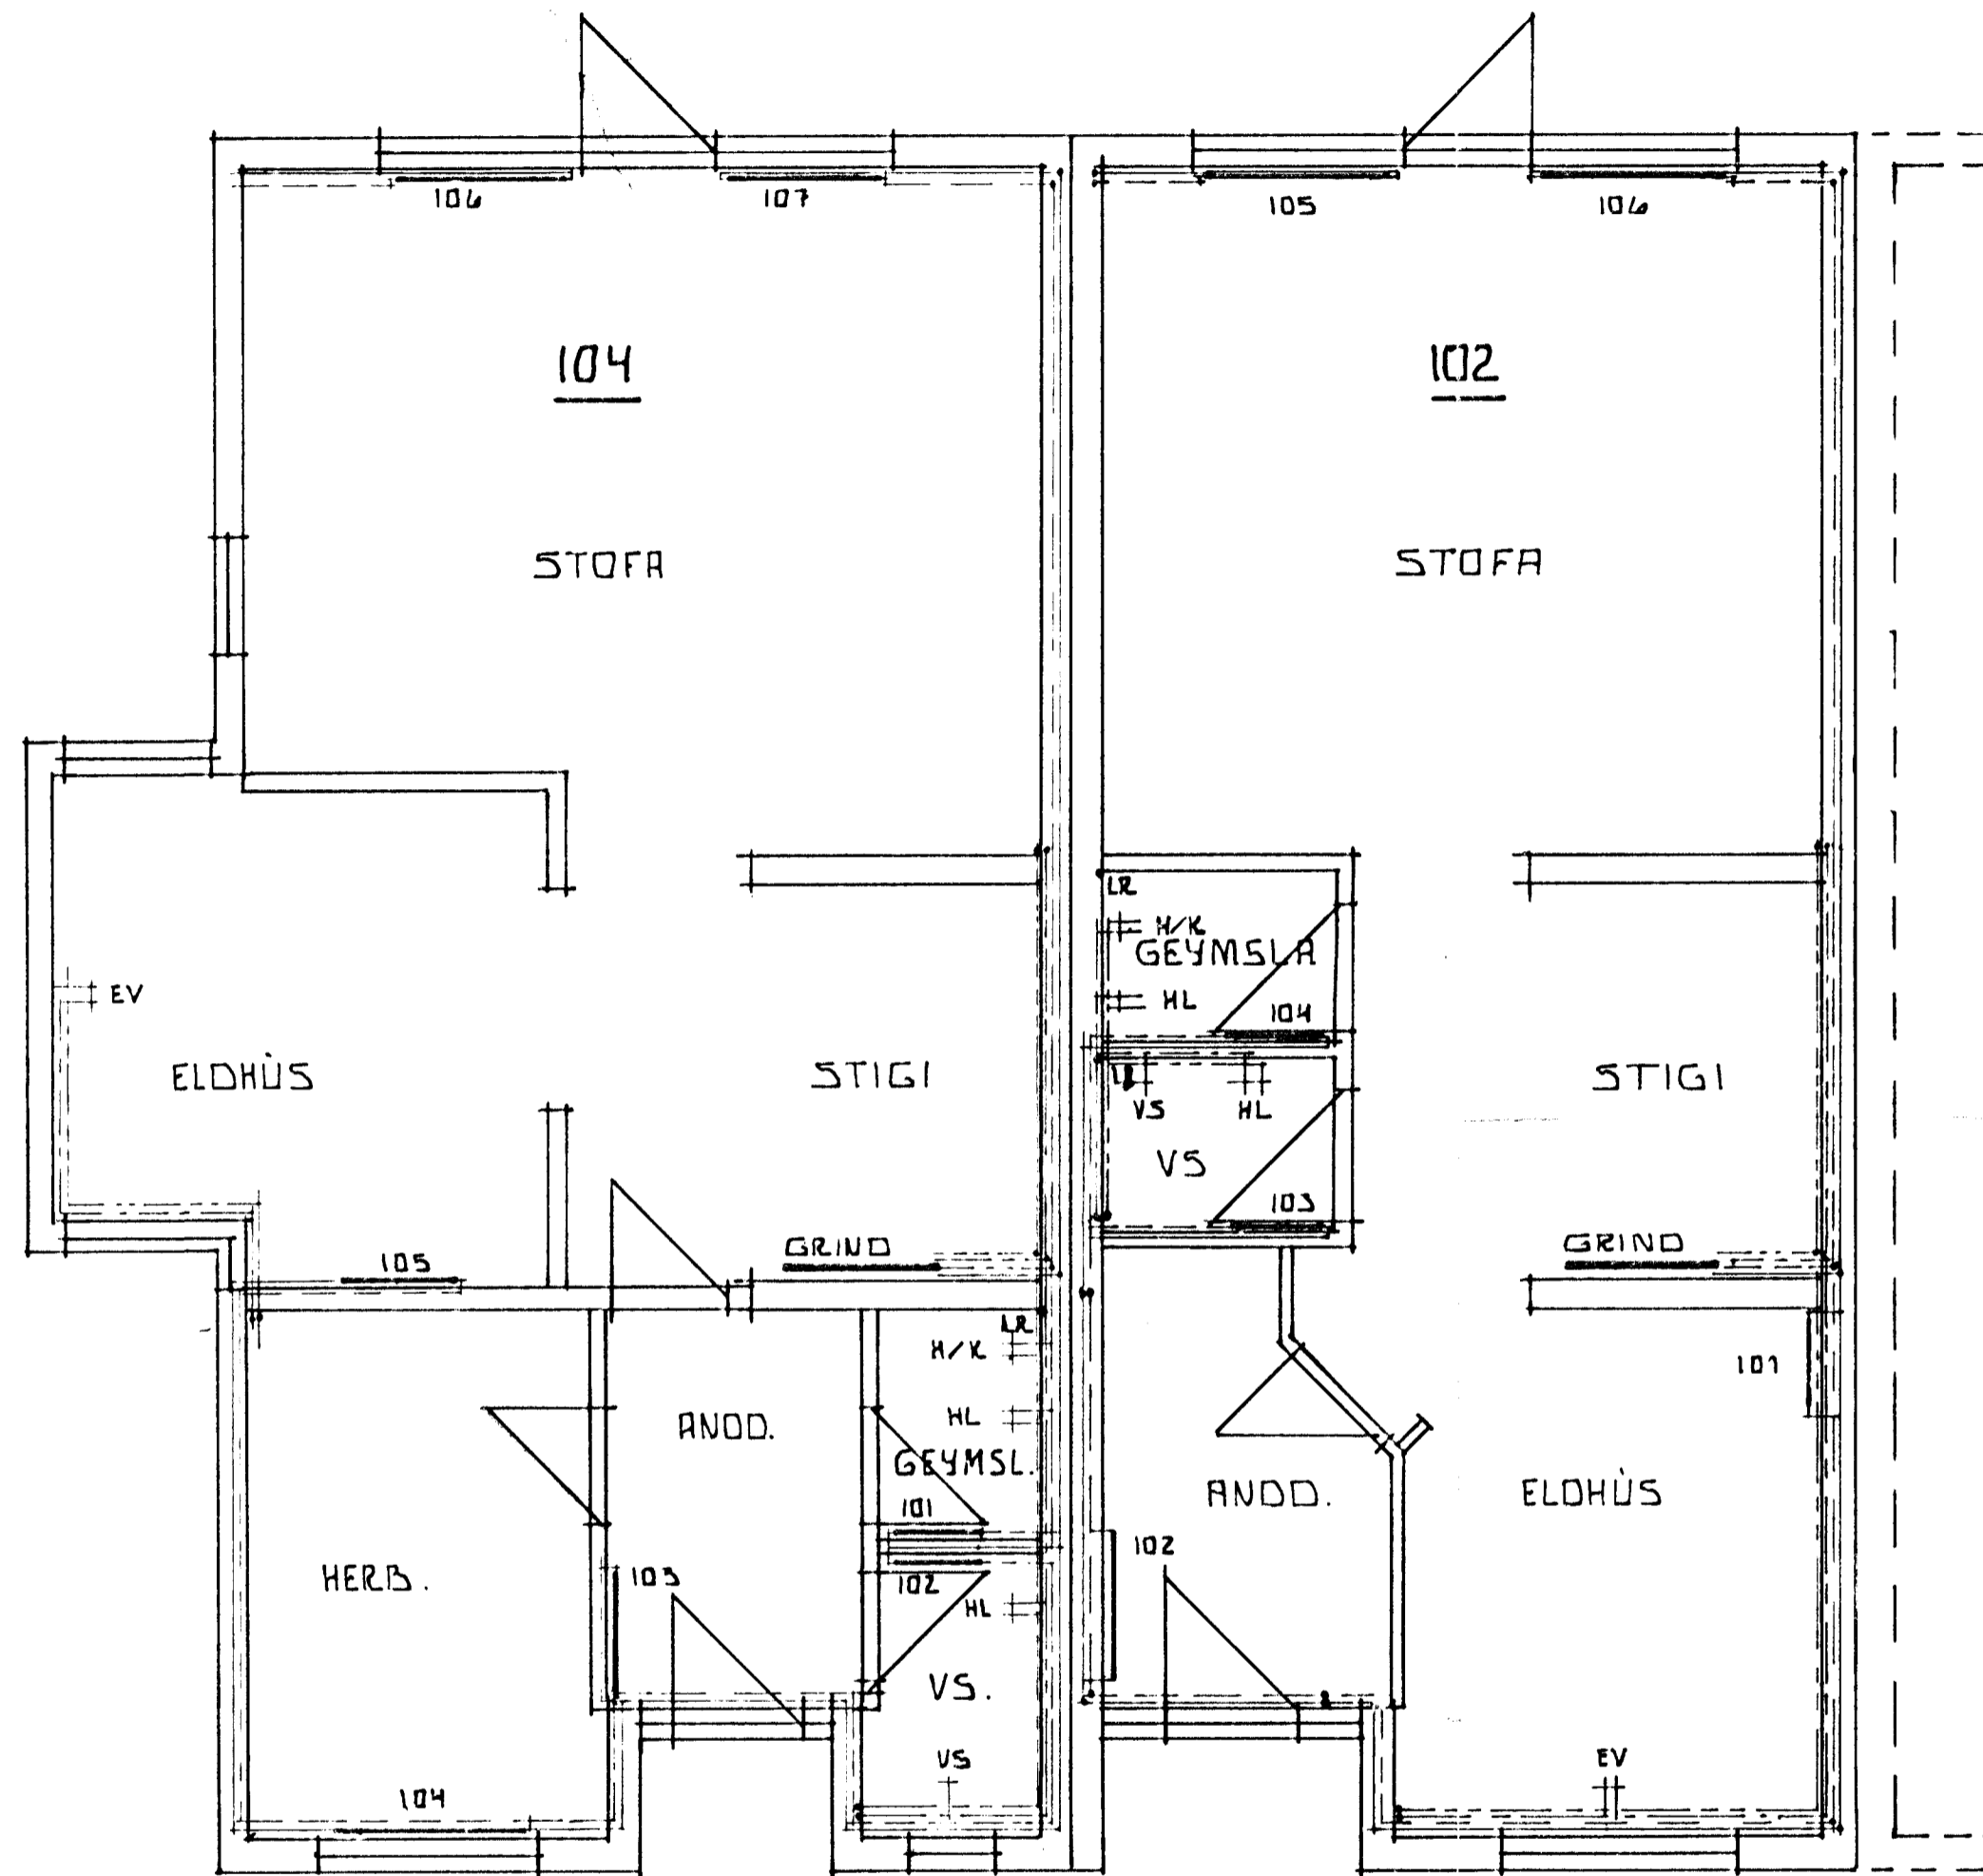 106
107
105
106
104
102
STOFA
STOFA
LR
H/K
GEYMSLA
HL
104
EV
ELDHÙS
STIGI
LR
VS
HL
VS
103
STIGI
GRIND
105
GRIND
LR
H/K
101
HL
ANDD.
GEYMSL.
101
ANDD.
ELDHÙS
HERB.
103
102
HL
102
VS.
VS
EV
104